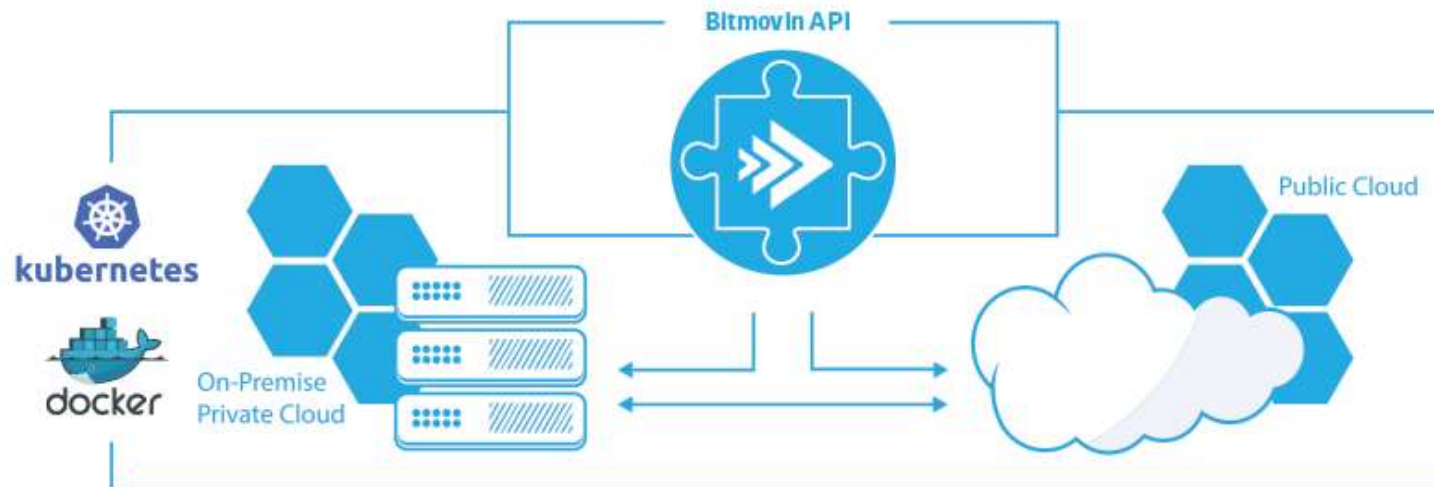 Bitmovin API
Public Cloud
kubernetes
docker
On-Premise
Private Cloud